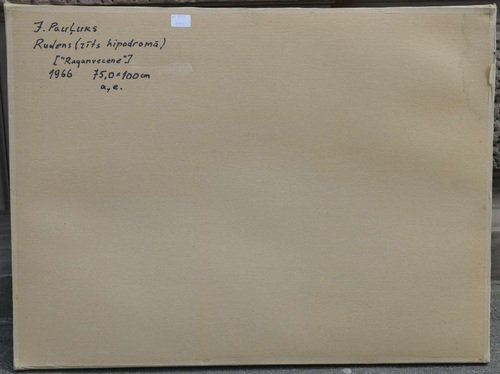 J. Pauļuks
Rudens (rīts hipodromā)
["Raganvecene"]
1966 75,0×100cm
a, e.